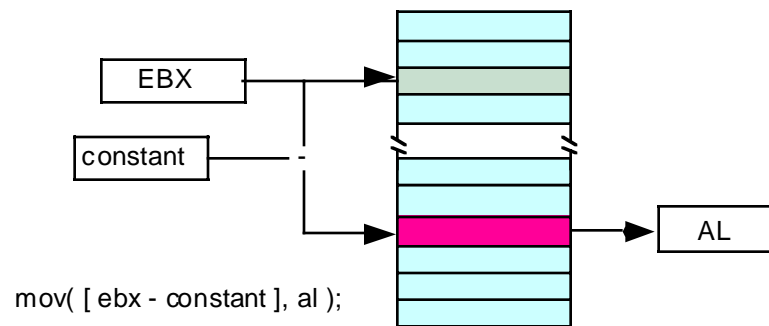 EBX
constant
-
AL
mov( [ ebx - constant ], al );